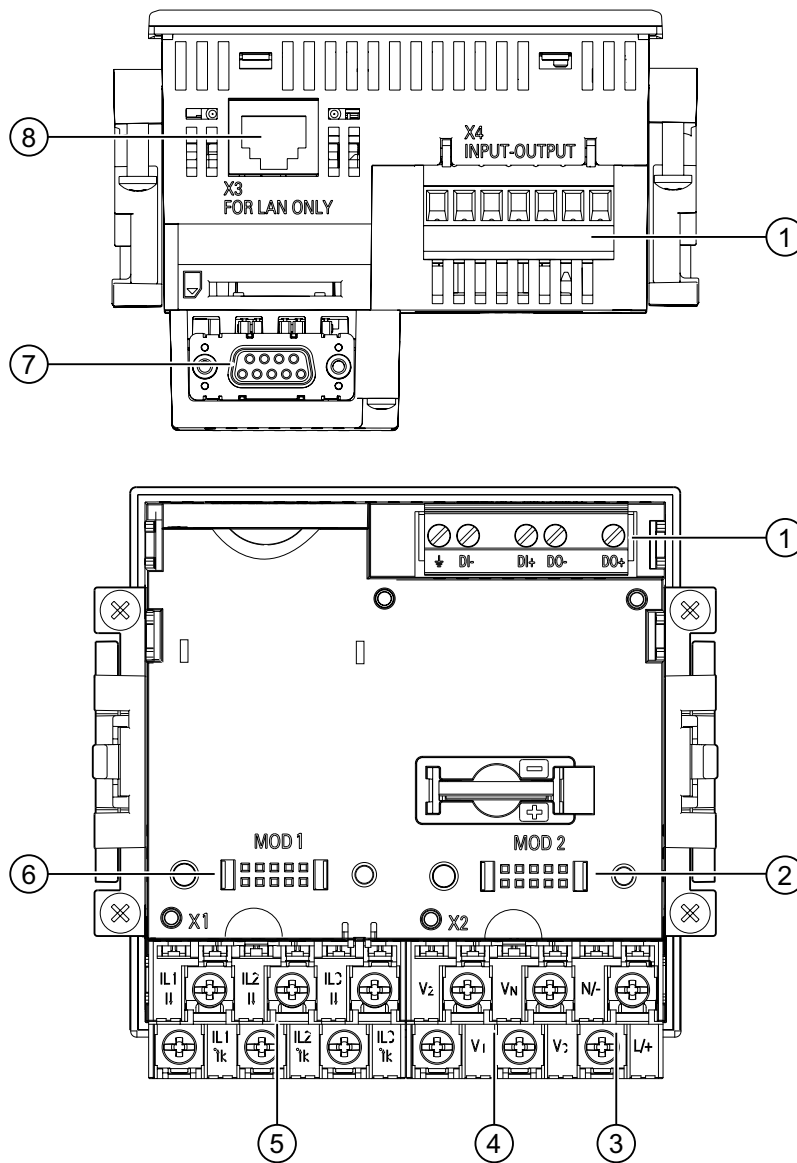 8
X4
INPUT-OUTPUT
X3
FOR LAN ONLY
1
7
1
DI-
DI+
DO-
DO+
-
+
MOD 1
MOD 2
6
2
X1
X2
IL1
IL2
IL3
V2
VN
N/-
IL1
°|k
IL2
°|k
IL3
°|k
V1
V3
L/+
5
4
3